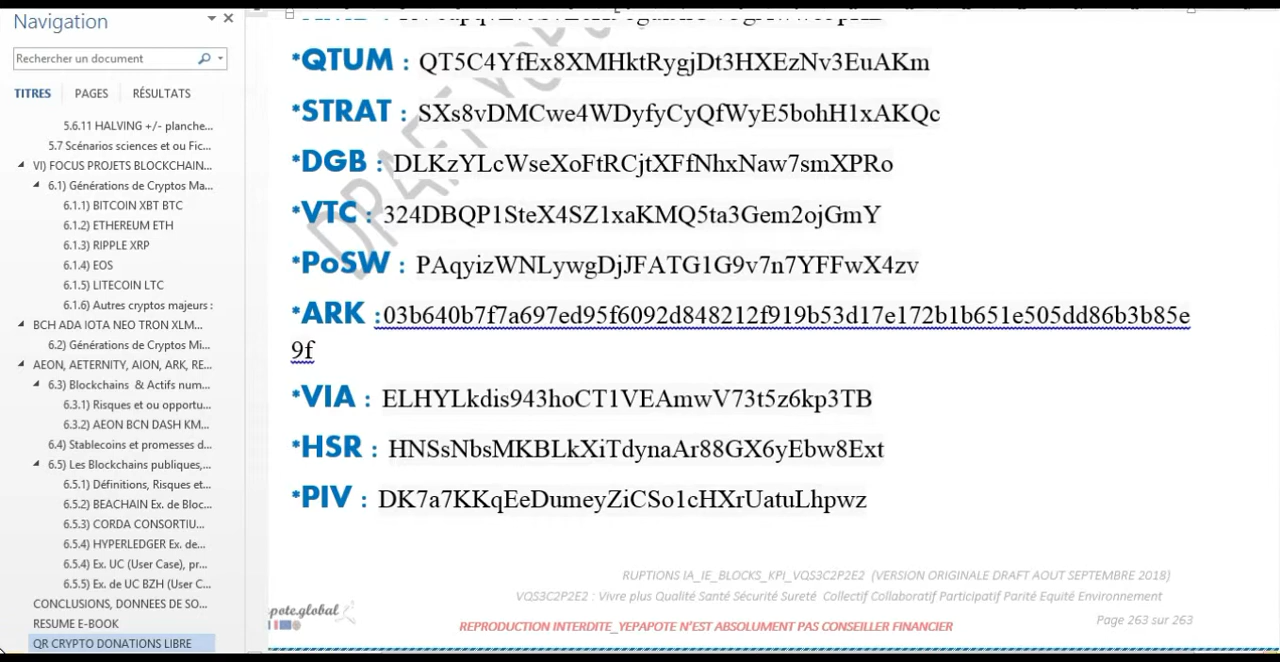 Navigation
Rechercher un document
TITRES PAGES RÉSULTATS
5.6.11 HALVING +/- planche...
5.7 Scénarios sciences et ou Fic...
VI) FOCUS PROJETS BLOCKCHAIN...
6.1) Générations de Cryptos Ma...
6.1.1) BITCOIN XBT BTC
6.1.2) ETHEREUM ETH
6.1.3) RIPPLE XRP
6.1.4) EOS
6.1.5) LITECOIN LTC
6.1.6) Autres cryptos majeurs :
BCH ADA IOTA NEO TRON XLM...
6.2) Générations de Cryptos Mi...
AEON, AETERNITY, AION, ARK, RE...
6.3) Blockchains & Actifs num...
6.3.1) Risques et ou opportu...
6.3.2) AEON BCN DASH KM...
6.4) Stablecoins et promesses d...
6.5) Les Blockchains publiques,...
6.5.1) Définitions, Risques et...
6.5.2) BEACHAIN Ex. de Bloc...
6.5.3) CORDA CONSORTIU...
6.5.4) HYPERLEDGER Ex. de...
6.5.4) Ex. UC (User Case), pr...
6.5.5) Ex. de UC BZH (User C...
CONCLUSIONS, DONNEES DE SO...
RESUME E-BOOK
QR CRYPTO DONATIONS LIBRE
*QTUM : QT5C4YfEx8XMHktRygjDt3HXEzNv3EuAKm
*STRAT : SXs8vDMCwe4WDyfyCyQfWyE5bohH1xAKQc
*DGB : DLKzYLcWseXoFtRCjtXFfNhxNaw7smXPRo
*VTC : 324DBQP1SteX4SZ1xaKMQ5ta3Gem2ojGmY
*PoSW : PAqyizWNLywgDjJFATG1G9v7n7YFFwX4zv
*ARK :03b640b7f7a697ed95f6092d848212f919b53d17e172b1b651e505dd86b3b85e
9f
*VIA : ELHYLkdis943hoCT1VEAmwV73t5z6kp3TB
*HSR : HNSsNbsMKBLkXiTdynaAr88GX6yEbw8Ext
*PIV : DK7a7KKqEeDumeyZiCSo1cHXrUatuLhpwz
RUPTIONS IA_IE_BLOCKS_KPI_VQS3C2P2E2 (VERSION ORIGINALE DRAFT AOUT SEPTEMBRE 2018)
VQS3C2P2E2 : Vivre plus Qualité Santé Sécurité Sureté Collectif Collaboratif Participatif Parité Equité Environnement
pote.global
REPRODUCTION INTERDITE_YEPAPOTE N'EST ABSOLUMENT PAS CONSEILLER FINANCIER
Page 263 sur 263